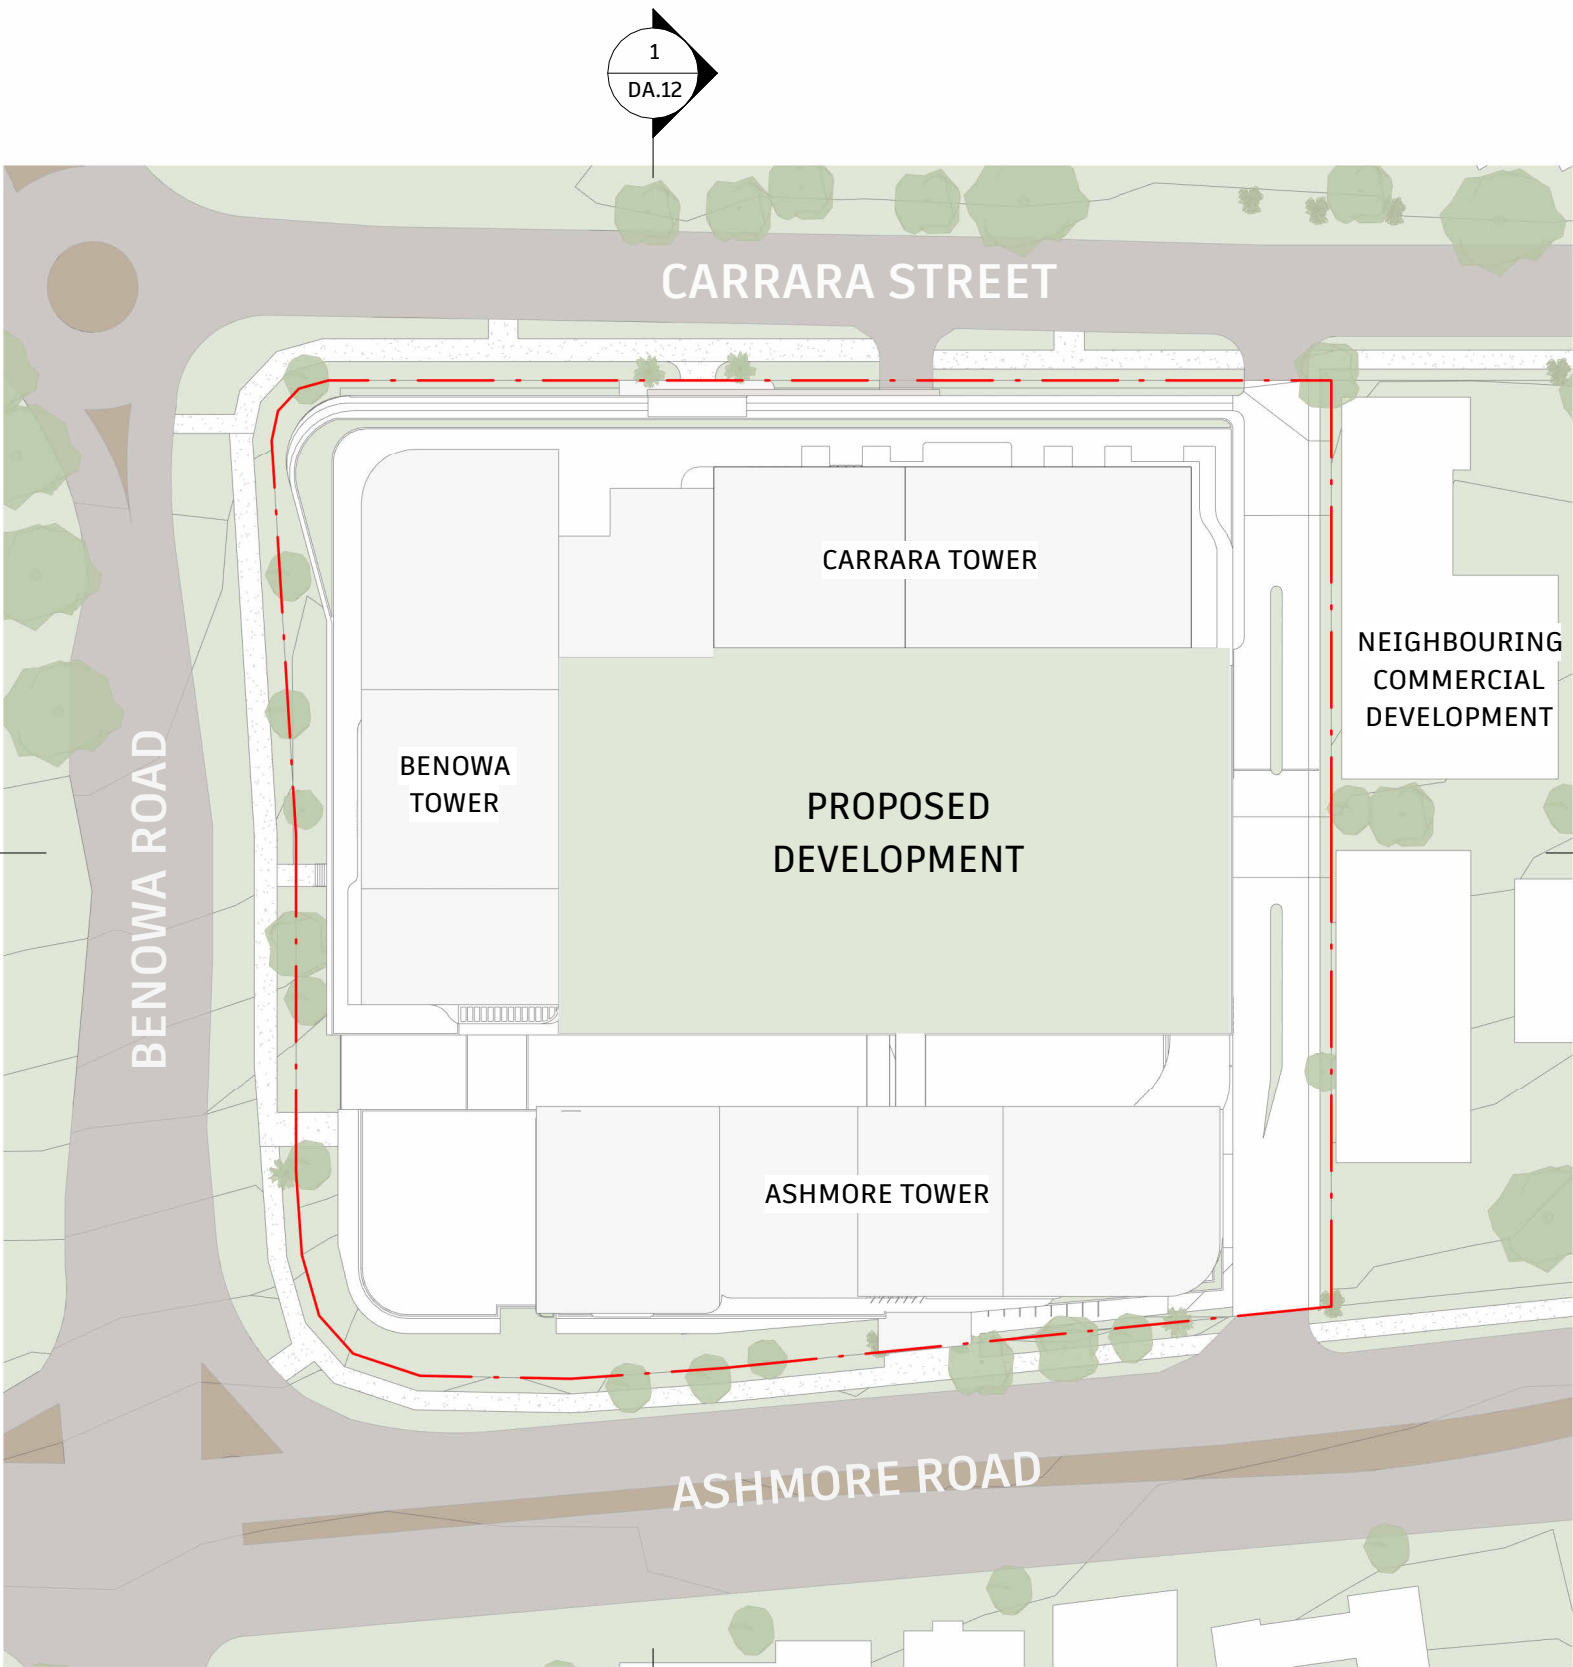 1
DA.12
CARRARA STREET
CARRARA TOWER
NEIGHBOURING
COMMERCIAL
DEVELOPMENT
BENOWA
TOWER
PROPOSED
DEVELOPMENT
BENOWA ROAD
ASHMORE TOWER
ASHMORE ROAD